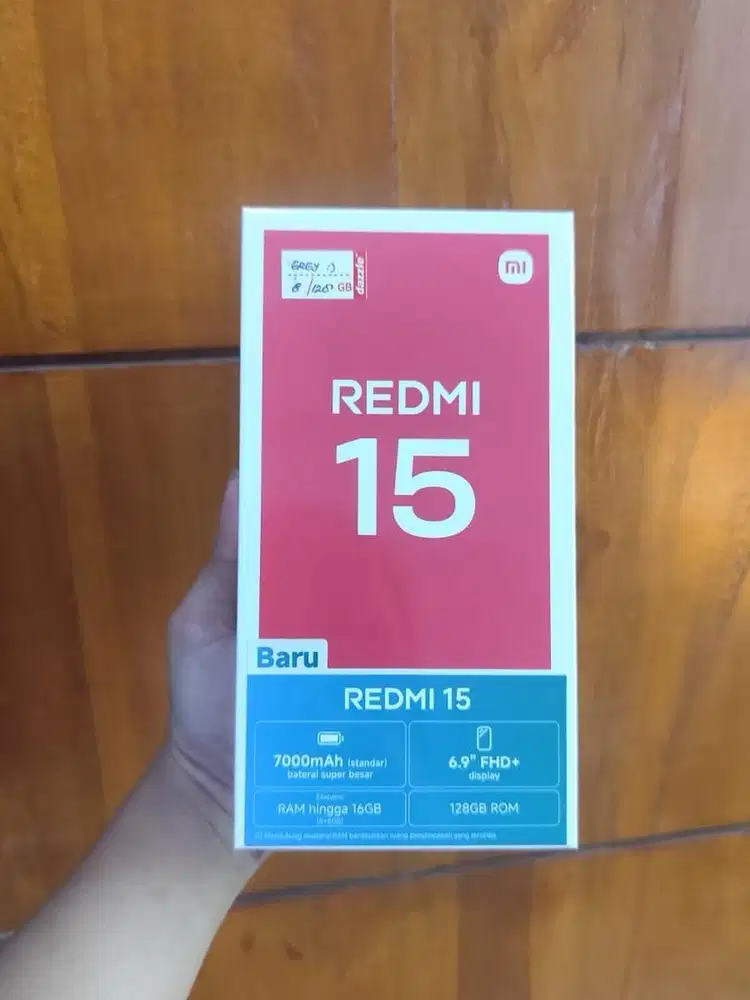 GREY :)
8/128 GB
dazzle
mi
REDMI
15
Baru
REDMI 15
7000mAh (standar)
baterai super besar
6.9" FHD+
display
Ekstensi
RAM hingga 16GB
(8+8GB)
128GB ROM